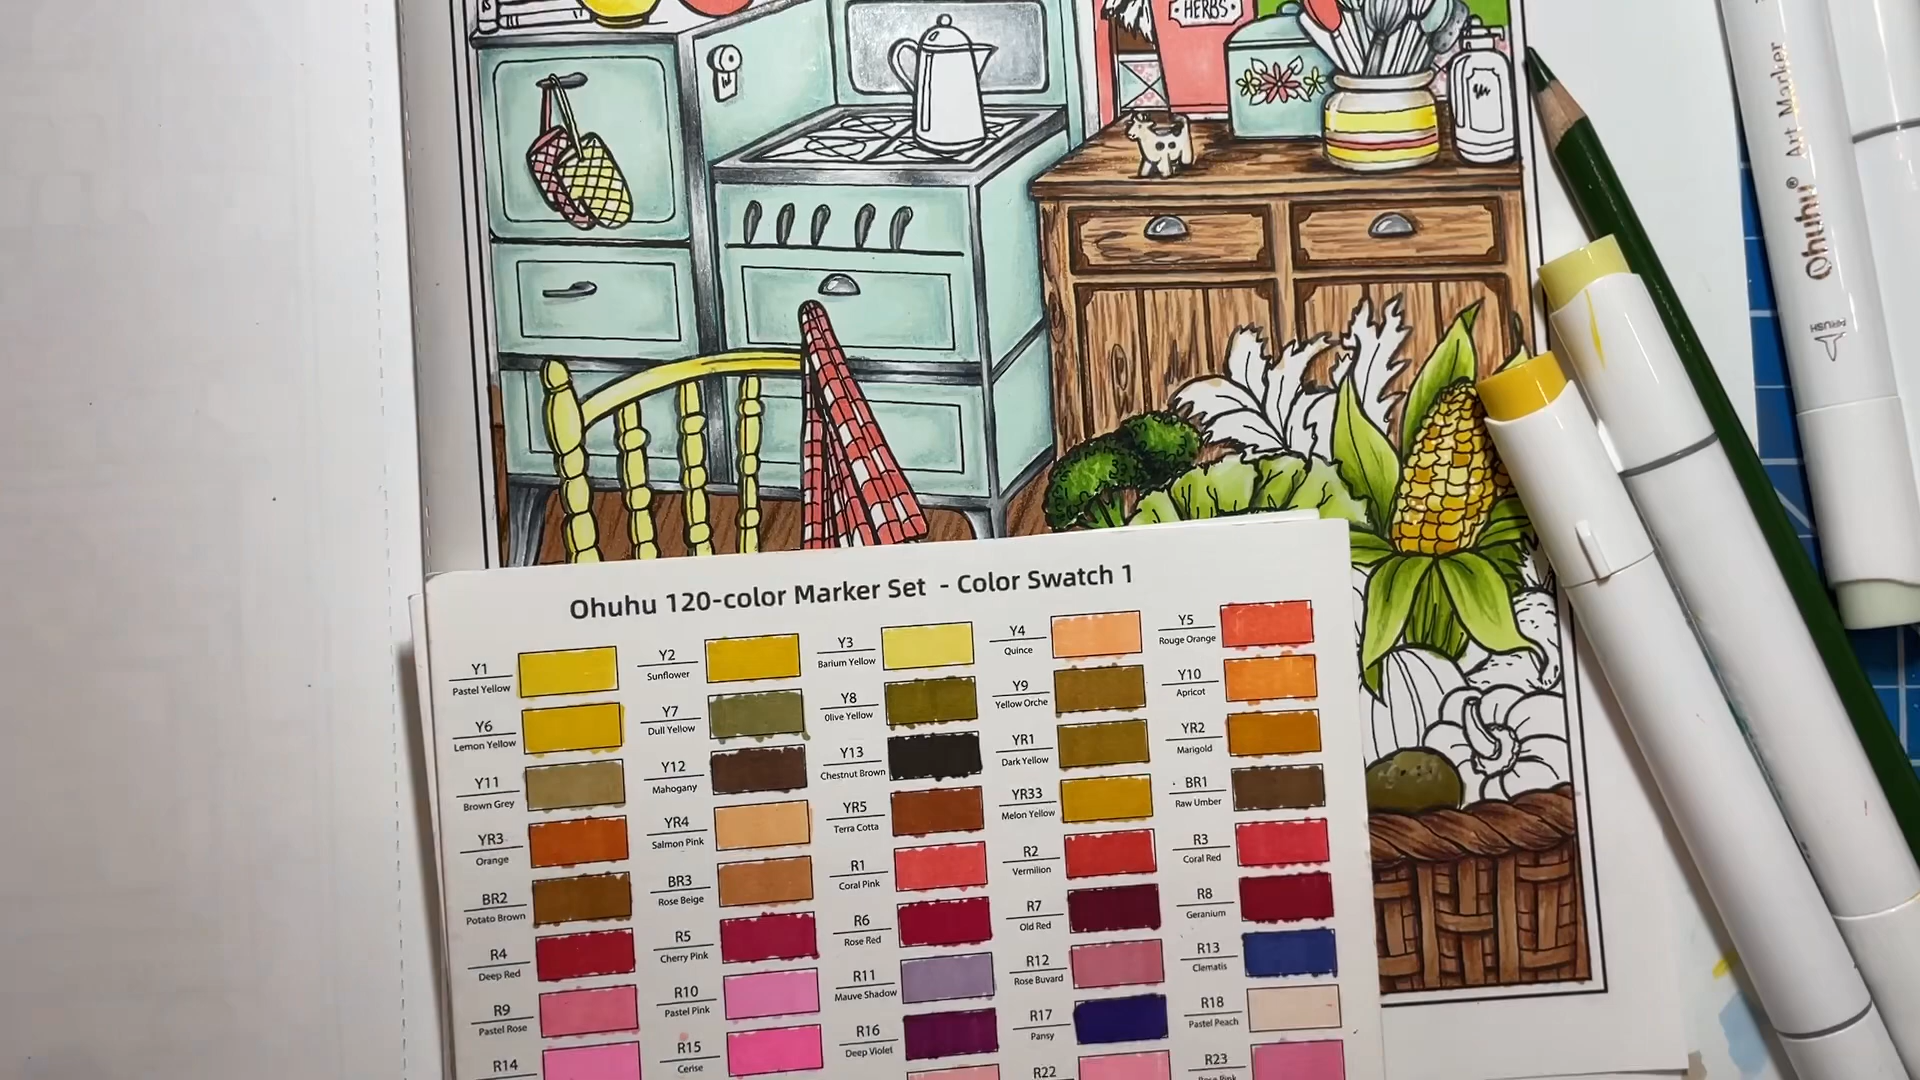 HERBS
Ohuhu® Art Marker
BRUSH
Ohuhu 120-color Marker Set - Color Swatch 1
Y1 Pastel Yellow
Y2 Sunflower
Y3 Barium Yellow
Y4 Quince
Y5 Rouge Orange
Y6 Lemon Yellow
Y7 Dull Yellow
Y8 Olive Yellow
Y9 Yellow Orche
Y10 Apricot
Y11 Brown Grey
Y12 Mahogany
Y13 Chestnut Brown
YR1 Dark Yellow
YR2 Marigold
YR3 Orange
YR4 Salmon Pink
YR5 Terra Cotta
YR33 Melon Yellow
BR1 Raw Umber
BR2 Potato Brown
BR3 Rose Beige
R1 Coral Pink
R2 Vermilion
R3 Coral Red
R4 Deep Red
R5 Cherry Pink
R6 Rose Red
R7 Old Red
R8 Geranium
R9 Pastel Rose
R10 Pastel Pink
R11 Mauve Shadow
R12 Rose Buvard
R13 Clematis
R14
R15 Cerise
R16 Deep Violet
R17 Pansy
R18 Pastel Peach
R22
R23 Rose Pink